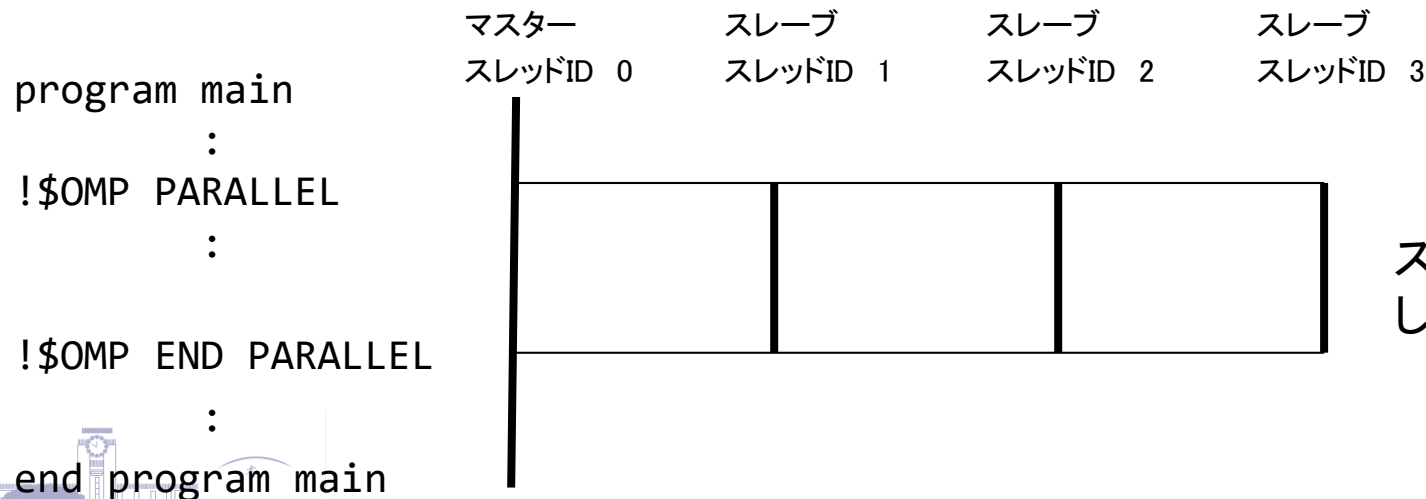 マスター スレーブ スレーブ スレーブ
スレッドID 0 スレッドID 1 スレッドID 2 スレッドID 3
program main
:
!$OMP PARALLEL
:
!$OMP END PARALLEL
:
end program main
ス
し